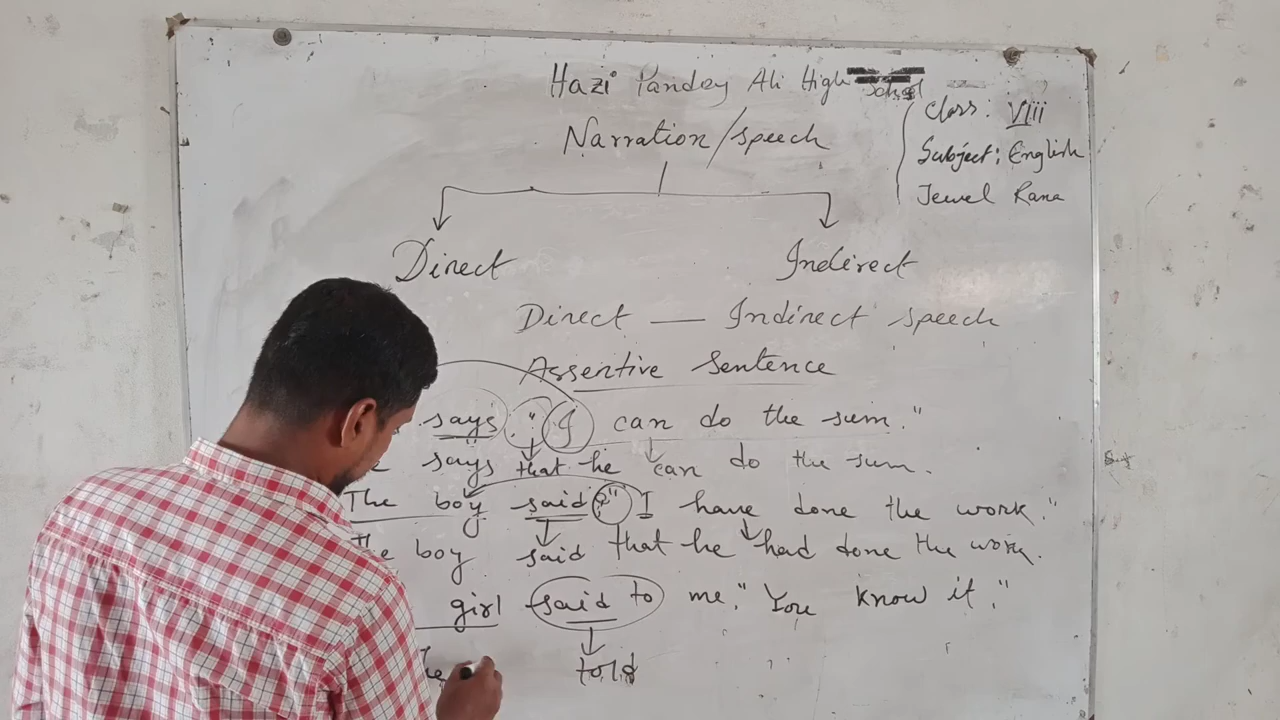 Hazi Pandey Ali High School
Class: VIII
Subject: English
Jewel Rana
Narration/speech
Direct Indirect
Direct — Indirect speech
Assertive Sentence
says, "I can do the sum."
says that he can do the sum.
The boy said, "I have done the work."
The boy said that he had done the work.
girl said to me, "You know it."
told